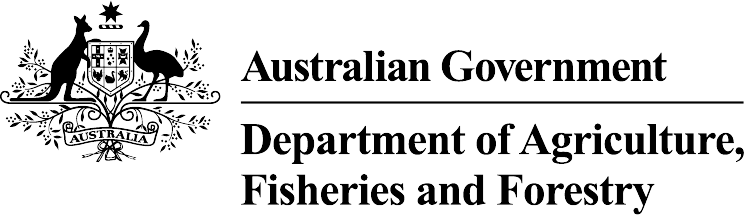 AUSTRALIA
Australian Government
Department of Agriculture,
Fisheries and Forestry